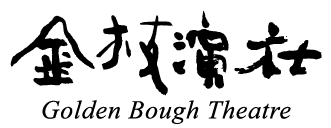 金枝演社
Golden Bough Theatre